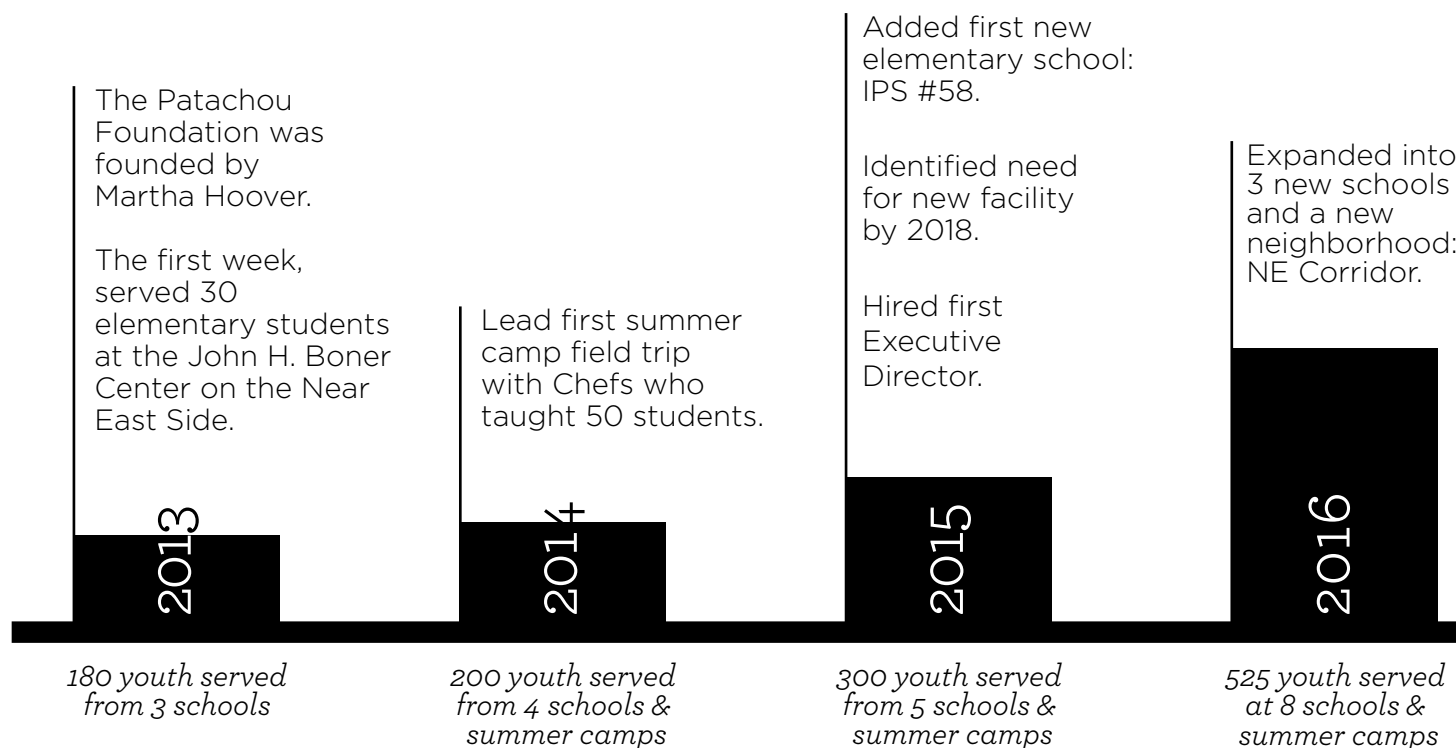 The Patachou
Foundation was
founded by
Martha Hoover.
The first week,
served 30
elementary students
at the John H. Boner
Center on the Near
East Side.
2013
180 youth served
from 3 schools
Lead first summer
camp field trip
with Chefs who
taught 50 students.
2014
200 youth served
from 4 schools &
summer camps
Added first new
elementary school:
IPS #58.
Identified need
for new facility
by 2018.
Hired first
Executive
Director.
2015
300 youth served
from 5 schools &
summer camps
Expanded into
3 new schools
and a new
neighborhood:
NE Corridor.
2016
525 youth served
at 8 schools &
summer camps